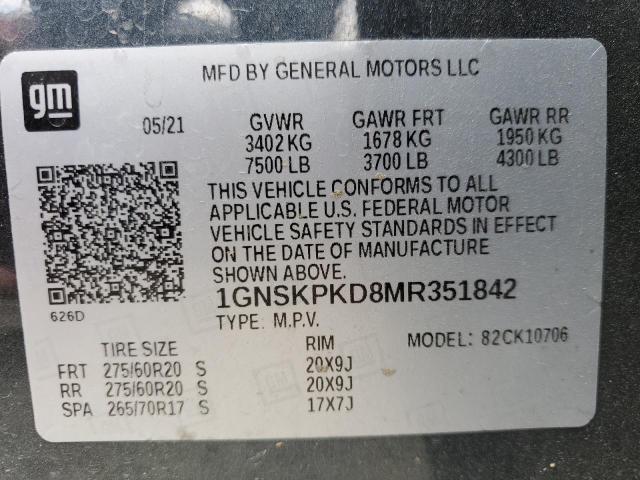 gm
MFD BY GENERAL MOTORS LLC
05/21 GVWR GAWR FRT GAWR RR
3402 KG 1678 KG 1950 KG
7500 LB 3700 LB 4300 LB
THIS VEHICLE CONFORMS TO ALL
APPLICABLE U.S. FEDERAL MOTOR
VEHICLE SAFETY STANDARDS IN EFFECT
ON THE DATE OF MANUFACTURE
SHOWN ABOVE.
626D
1GNSKPKD8MR351842
TYPE: M.P.V.
MODEL: 82CK10706
TIRE SIZE RIM
FRT 275/60R20 S 20X9J
RR 275/60R20 S 20X9J
SPA 265/70R17 S 17X7J